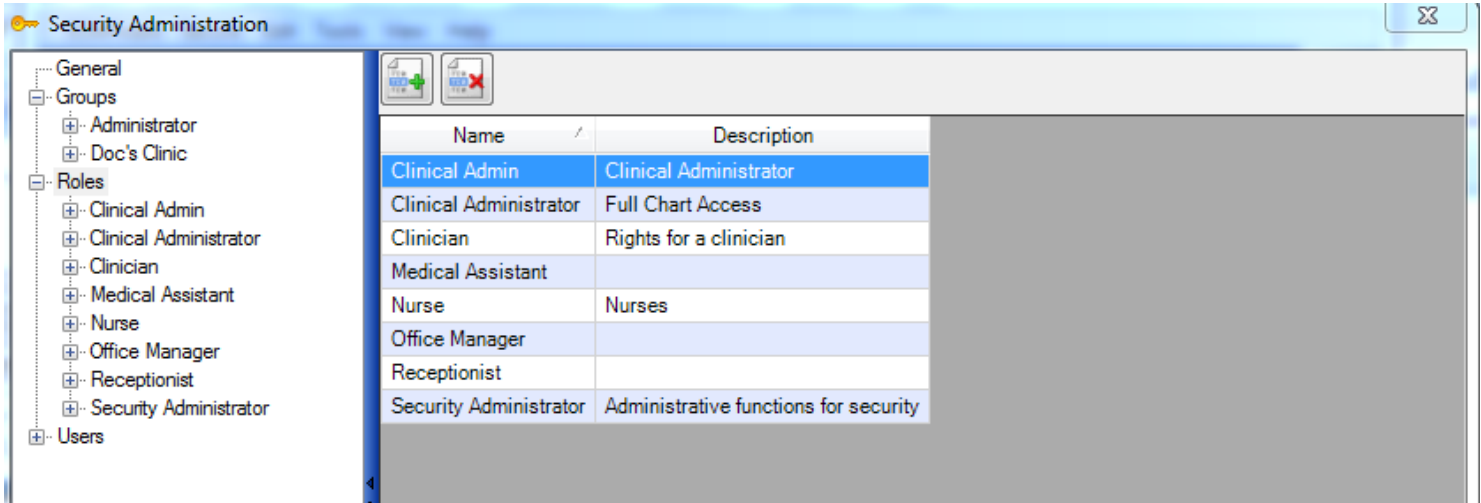 Security Administration
General
Groups
Administrator
Doc's Clinic
Roles
Clinical Admin
Clinical Administrator
Clinician
Medical Assistant
Nurse
Office Manager
Receptionist
Security Administrator
Users
Name Description
Clinical Admin Clinical Administrator
Clinical Administrator Full Chart Access
Clinician Rights for a clinician
Medical Assistant
Nurse Nurses
Office Manager
Receptionist
Security Administrator Administrative functions for security